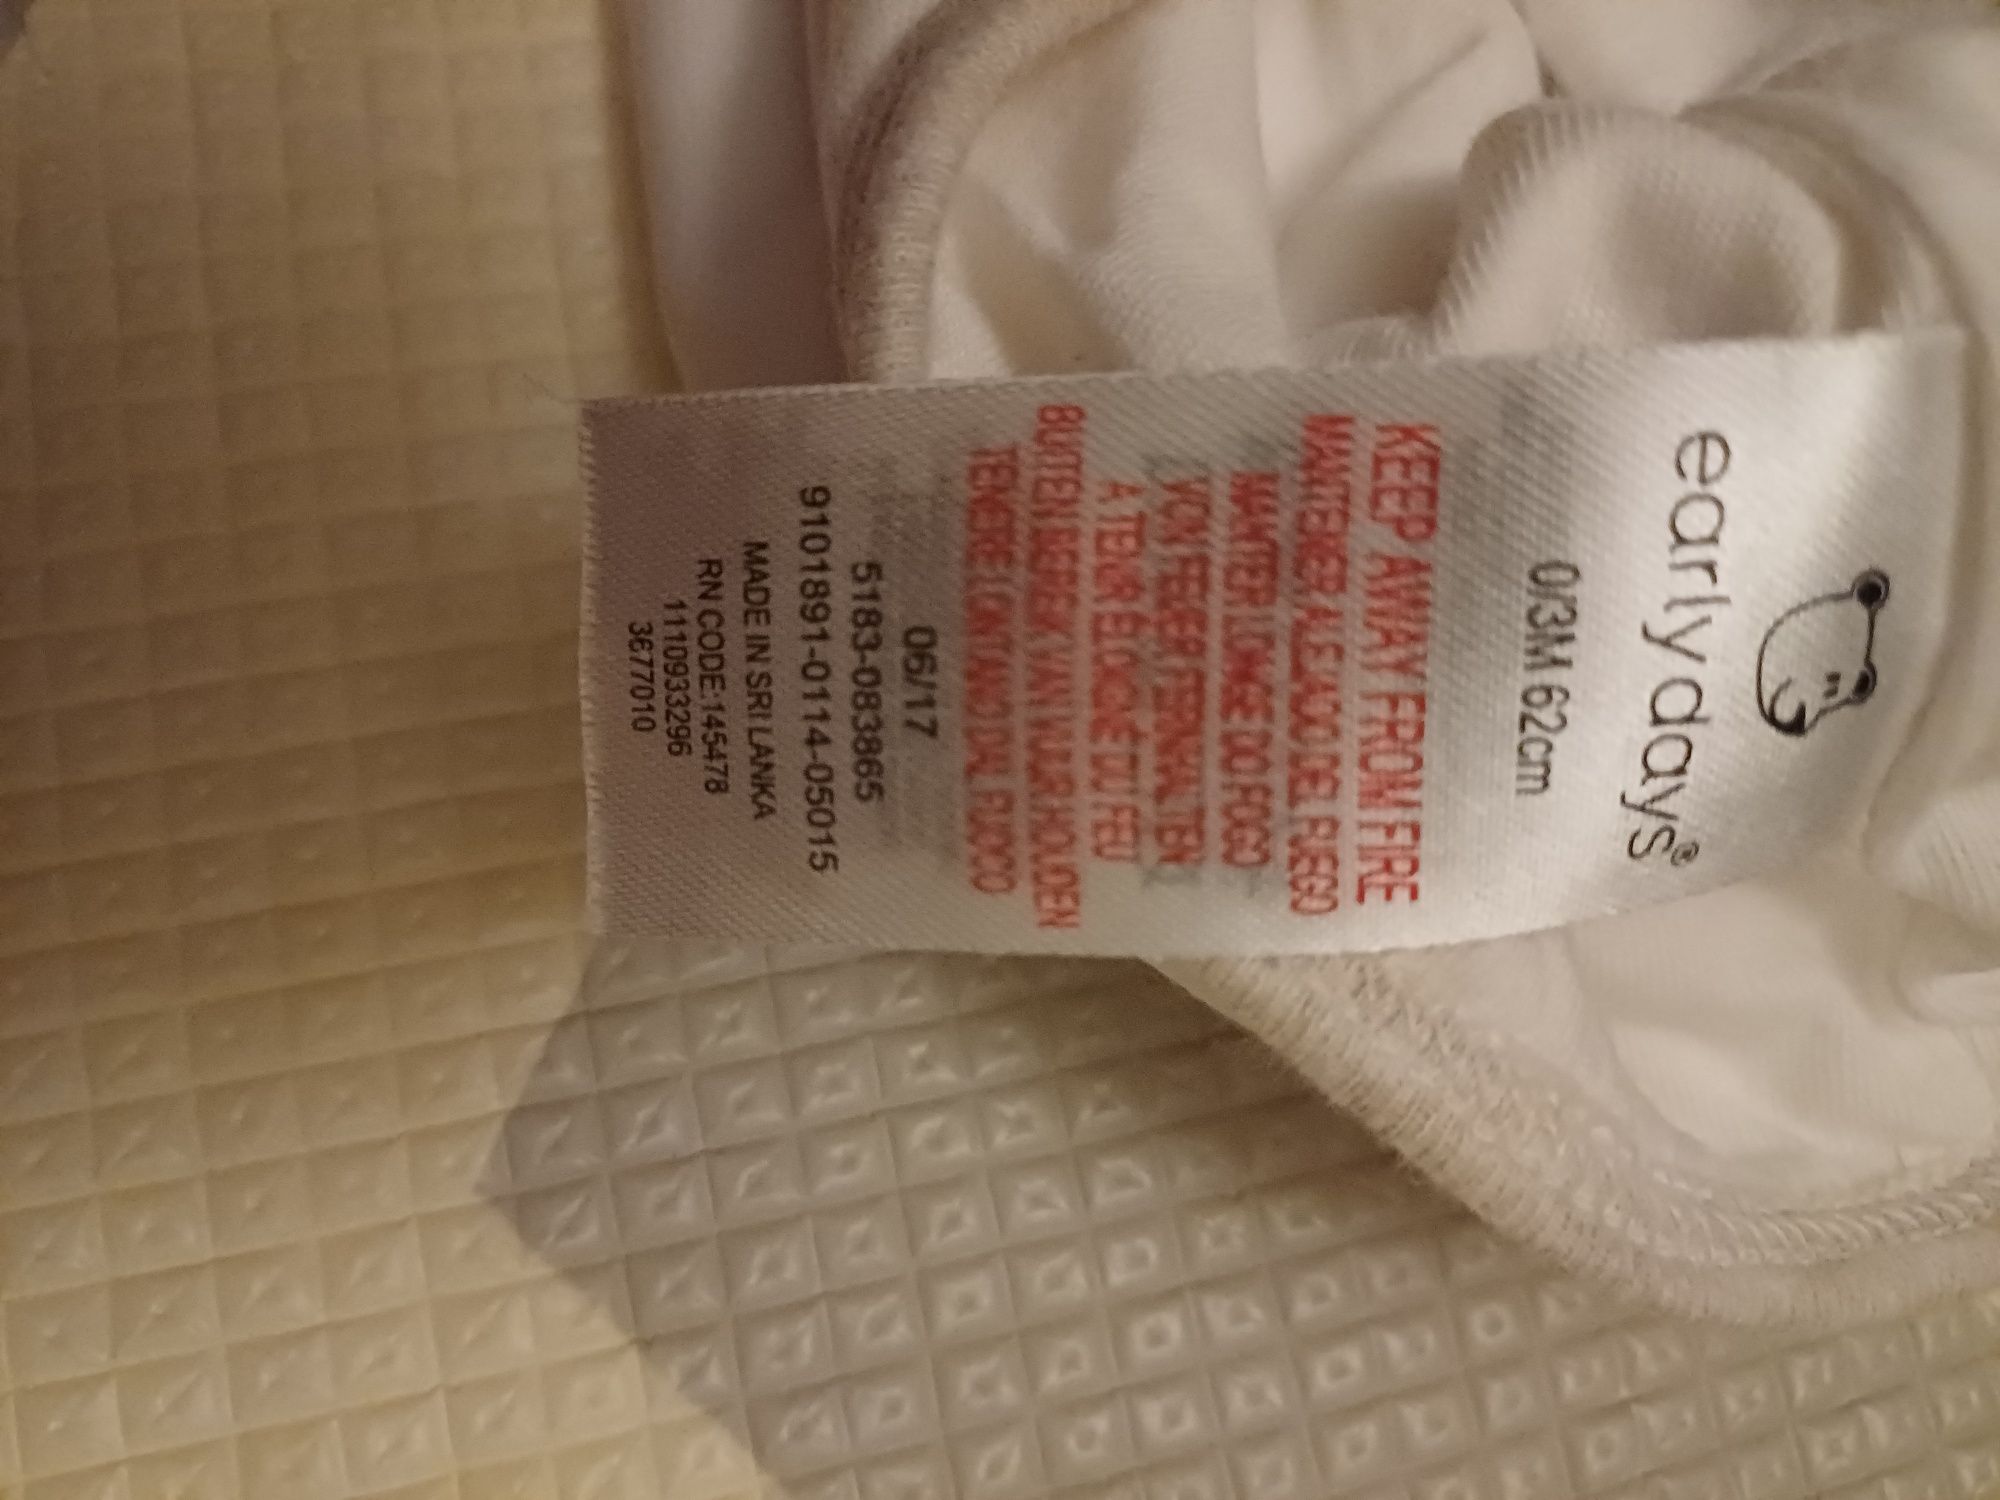 early days®
0/3M 62cm
KEEP AWAY FROM FIRE
MANTENER ALEJADO DEL FUEGO
MANTER LONGE DO FOGO
VON FEUER FERNHALTEN
À TENIR ÉLOIGNÉ DU FEU
BUITEN BEREIK VAN VUUR HOUDEN
TENERE LONTANO DAL FUOCO
06/17
5183-083865
9101891-0114-05015
MADE IN SRI LANKA
RN CODE:145478
1110933296
3677010